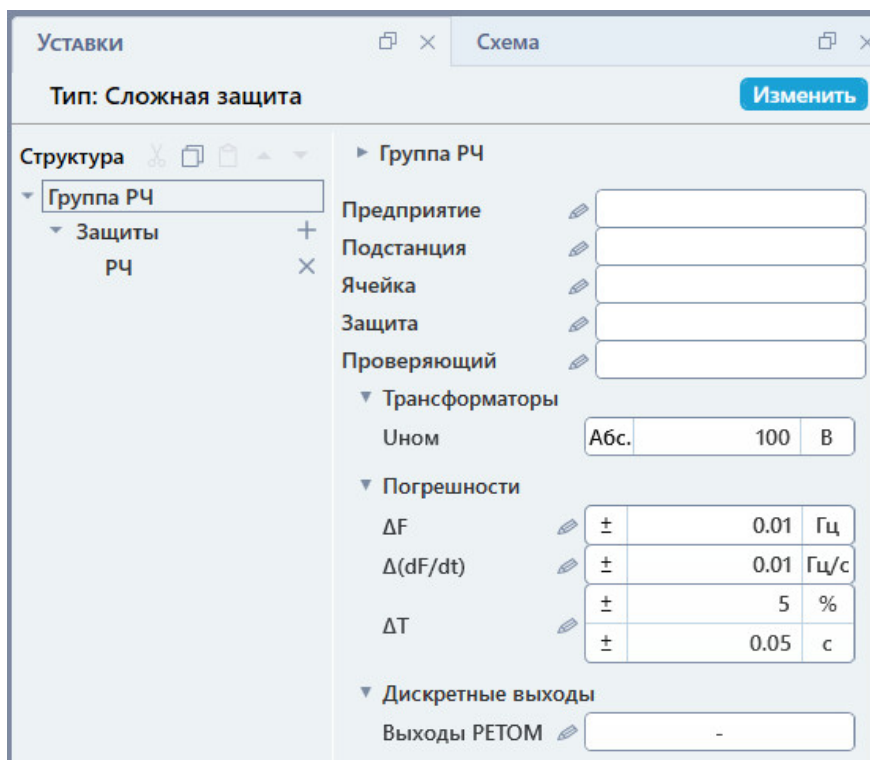 Уставки
Схема
Тип: Сложная защита
Изменить
Структура
Группа РЧ
Защиты
РЧ
Группа РЧ
Предприятие
Подстанция
Ячейка
Защита
Проверяющий
Трансформаторы
Uном Абс. 100 В
Погрешности
ΔF ± 0.01 Гц
Δ(dF/dt) ± 0.01 Гц/с
ΔT ± 5 %
± 0.05 с
Дискретные выходы
Выходы РЕТОМ -